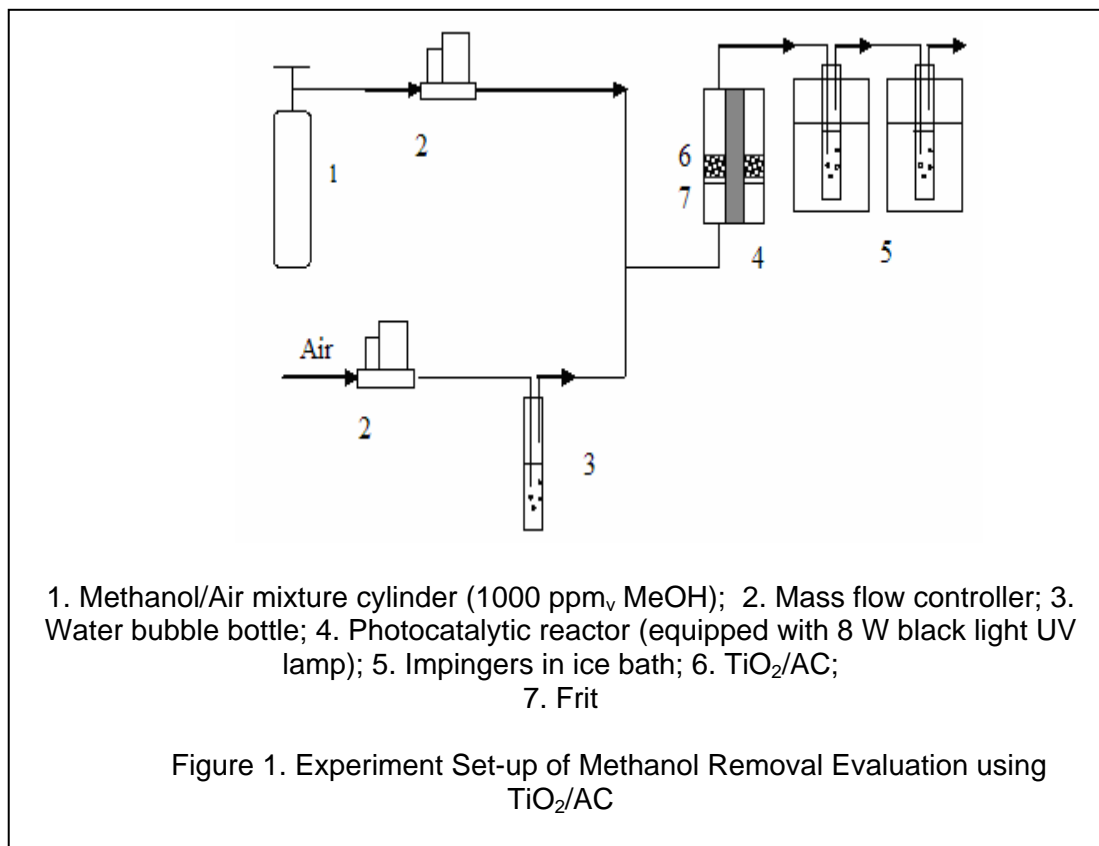 1
2
6
7
4
5
Air
2
3
1. Methanol/Air mixture cylinder (1000 ppmᵥ MeOH); 2. Mass flow controller; 3.
Water bubble bottle; 4. Photocatalytic reactor (equipped with 8 W black light UV
lamp); 5. Impingers in ice bath; 6. TiO₂/AC;
7. Frit
Figure 1. Experiment Set-up of Methanol Removal Evaluation using
TiO₂/AC